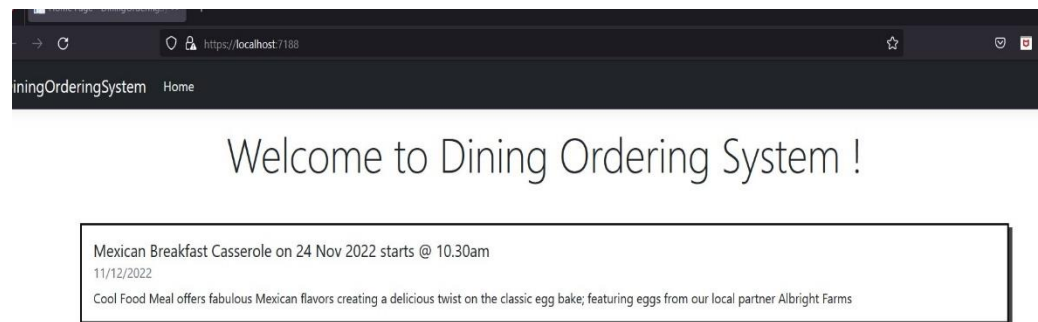 https://localhost:7188
iningOrderingSystem Home
Welcome to Dining Ordering System !
Mexican Breakfast Casserole on 24 Nov 2022 starts @ 10.30am
11/12/2022
Cool Food Meal offers fabulous Mexican flavors creating a delicious twist on the classic egg bake; featuring eggs from our local partner Albright Farms